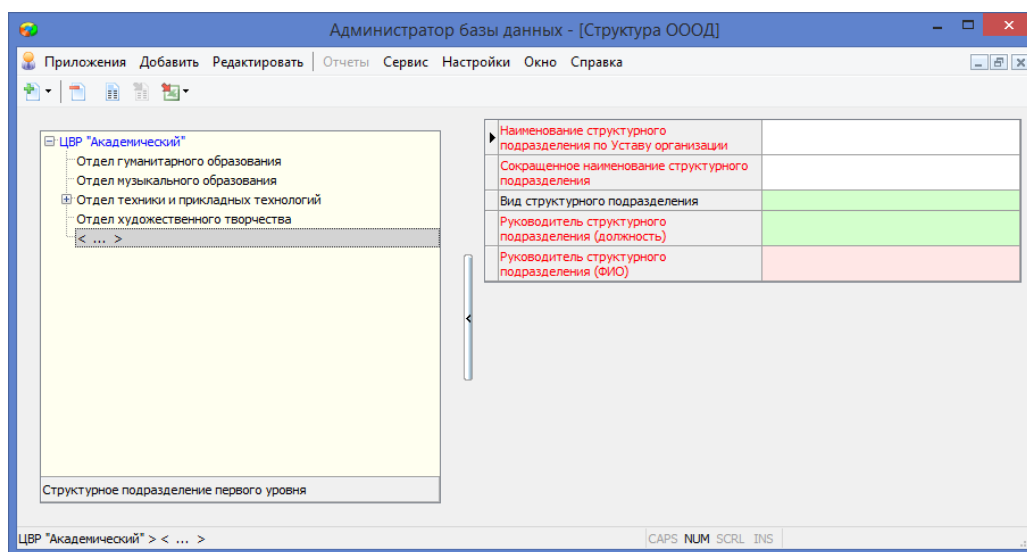 Администратор базы данных - [Структура ОООД]
Приложения Добавить Редактировать Отчеты Сервис Настройки Окно Справка
ЦВР "Академический"
Отдел гуманитарного образования
Отдел музыкального образования
Отдел техники и прикладных технологий
Отдел художественного творчества
< ... >
Структурное подразделение первого уровня
Наименование структурного
подразделения по Уставу организации
Сокращенное наименование структурного
подразделения
Вид структурного подразделения
Руководитель структурного
подразделения (должность)
Руководитель структурного
подразделения (ФИО)
ЦВР "Академический" > < ... >
CAPS NUM SCRL INS